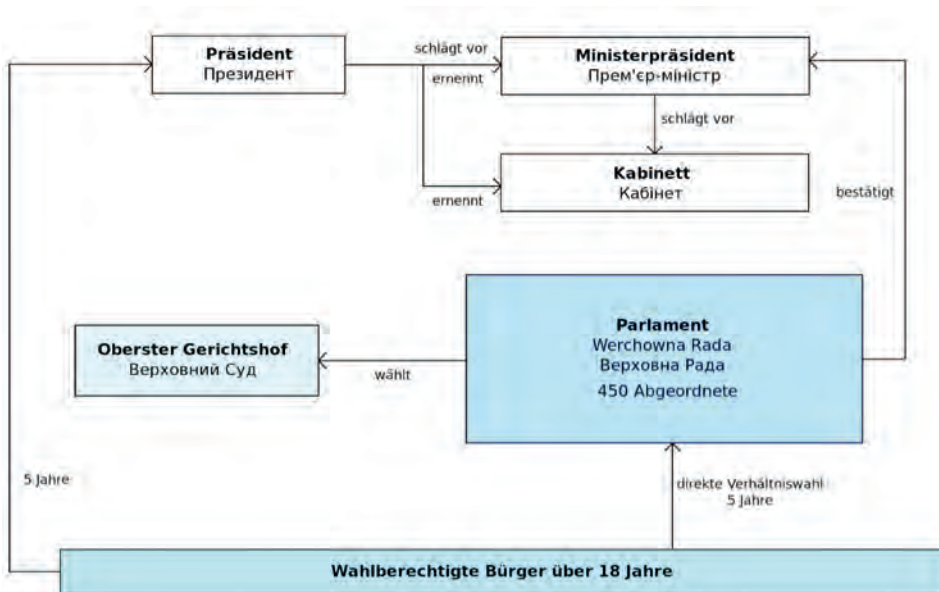 Präsident
Президент
schlägt vor
ernennt
Ministerpräsident
Прем'єр-міністр
schlägt vor
Kabinett
Кабінет
ernennt
bestätigt
Parlament
Werchowna Rada
Верховна Рада
450 Abgeordnete
Oberster Gerichtshof
Верховний Суд
wählt
5 Jahre
direkte Verhältniswahl
5 Jahre
Wahlberechtigte Bürger über 18 Jahre